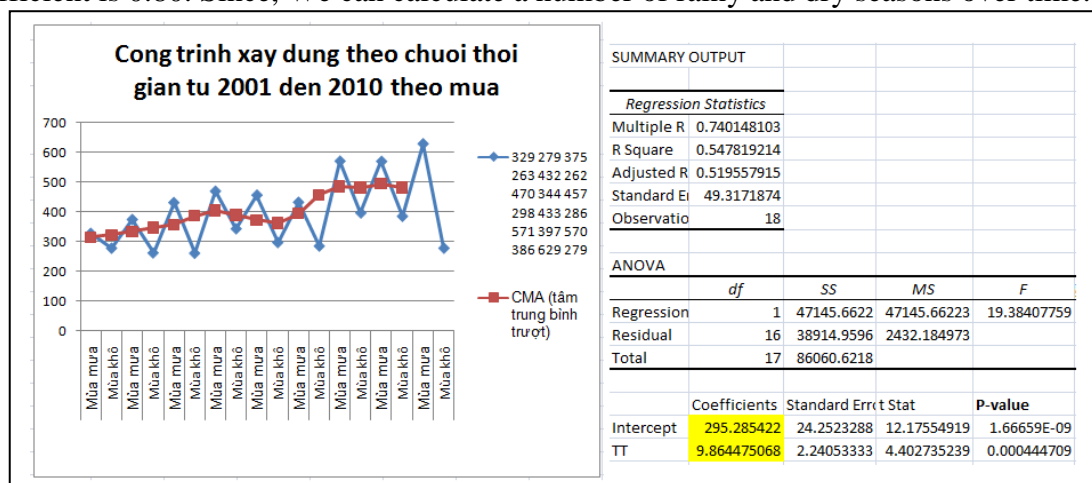 Cong trinh xay dung theo chuoi thoi
gian tu 2001 den 2010 theo mua
700
600
500
400
300
200
100
0
Mùa mưa
Mùa khô
Mùa mưa
Mùa khô
Mùa mưa
Mùa khô
Mùa mưa
Mùa khô
Mùa mưa
Mùa khô
Mùa mưa
Mùa khô
Mùa mưa
Mùa khô
Mùa mưa
Mùa khô
Mùa mưa
Mùa khô
329 279 375
263 432 262
470 344 457
298 433 286
571 397 570
386 629 279
CMA (tâm
trung bình
trượt)
SUMMARY OUTPUT
Regression Statistics
Multiple R 0.740148103
R Square 0.547819214
Adjusted R 0.519557915
Standard Er 49.3171874
Observatio 18
ANOVA
df SS MS F
Regression 1 47145.6622 47145.66223 19.38407759
Residual 16 38914.9596 2432.184973
Total 17 86060.6218
Coefficients Standard Erro t Stat P-value
Intercept 295.285422 24.2523288 12.17554919 1.66659E-09
TT 9.864475068 2.24053333 4.402735239 0.000444709